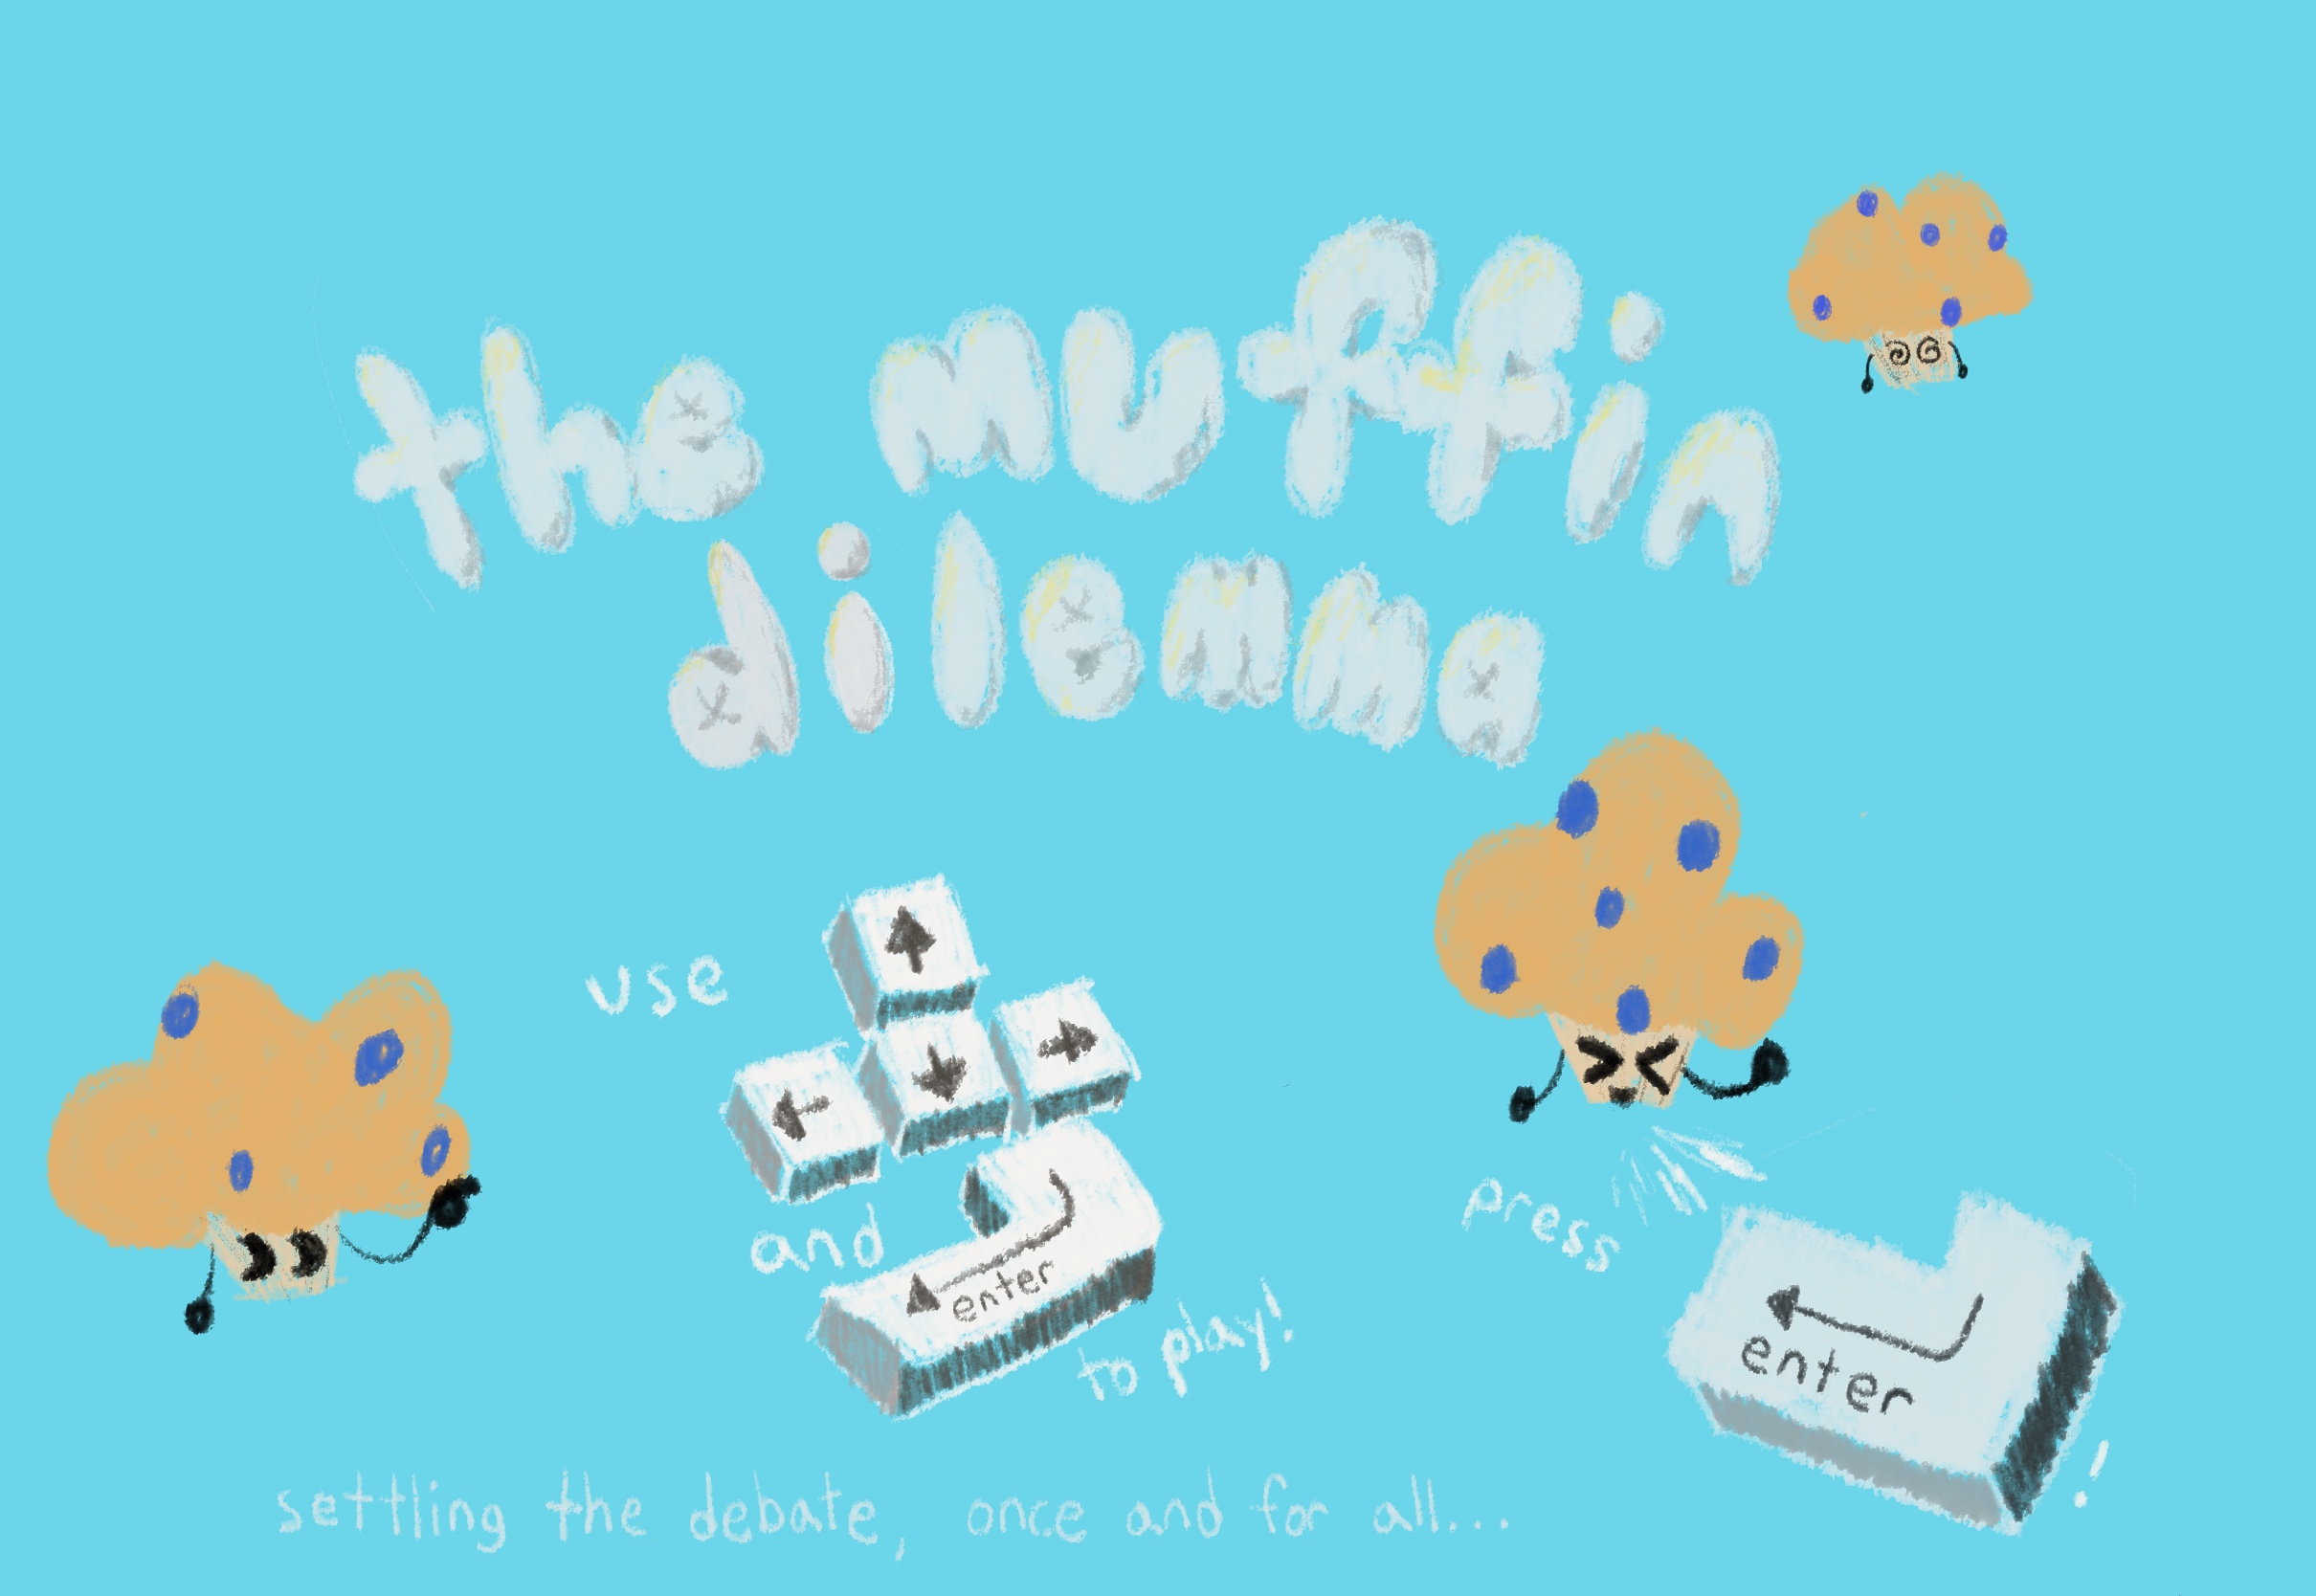 the muffin
dilemma
use
and
enter
to play!
press
enter
!
settling the debate, once and for all...